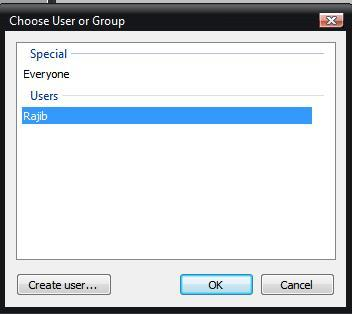 Choose User or Group
Special
Everyone
Users
Rajib
Create user...
OK
Cancel